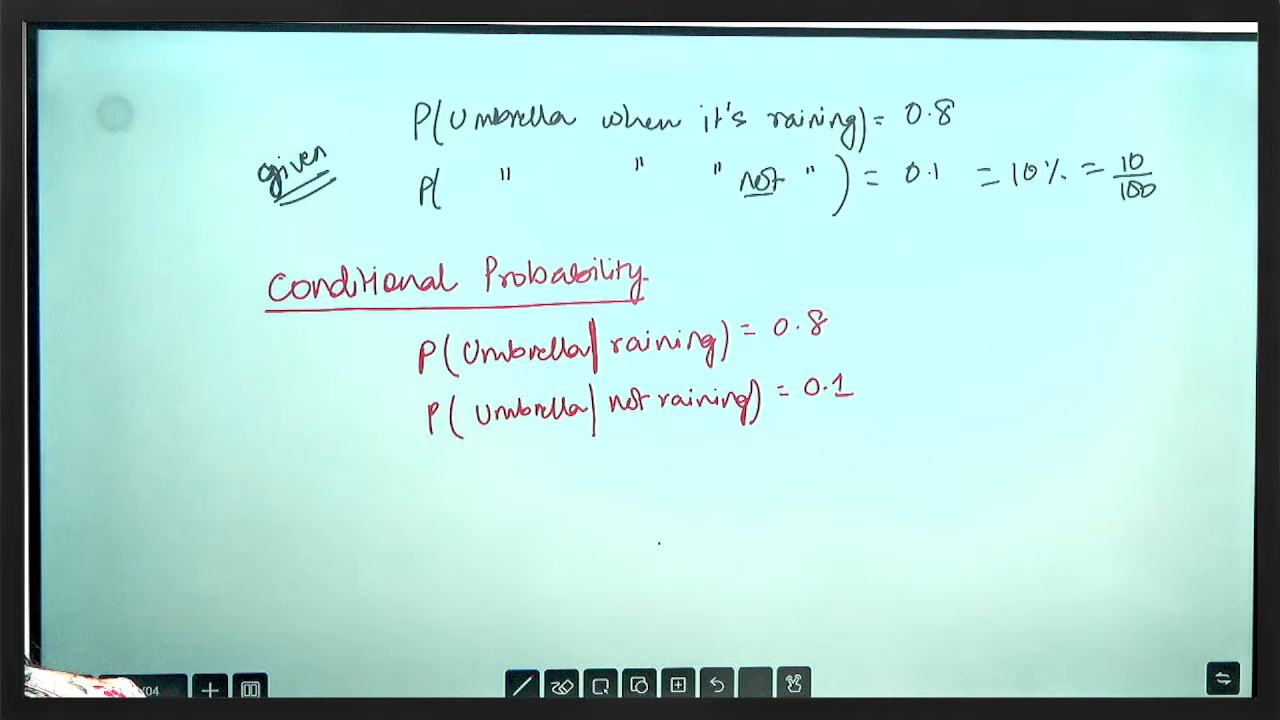 P(Umbrella when it's raining) = 0.8
given
P( " " " not " ) = 0.1 = 10% = 10/100
Conditional Probability.
P(Umbrella| raining) = 0.8
P(Umbrella| not raining) = 0.1
/04